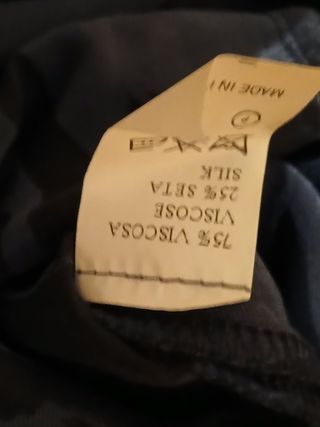 75% VISCOSA
VISCOSE
25% SETA
SILK
P
MADE IN I